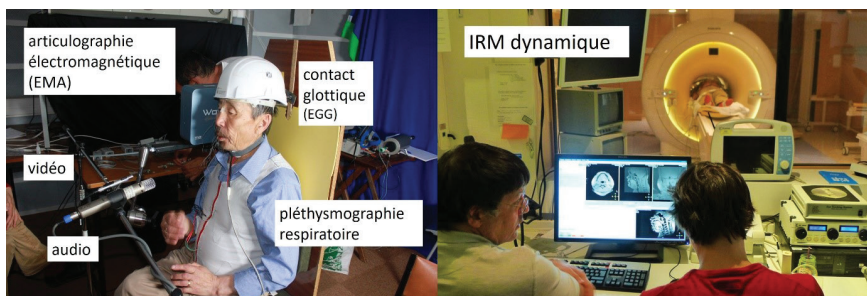 articulographie
électromagnétique
(EMA)
contact
glottique
(EGG)
vidéo
audio
pléthysmographie
respiratoire
IRM dynamique